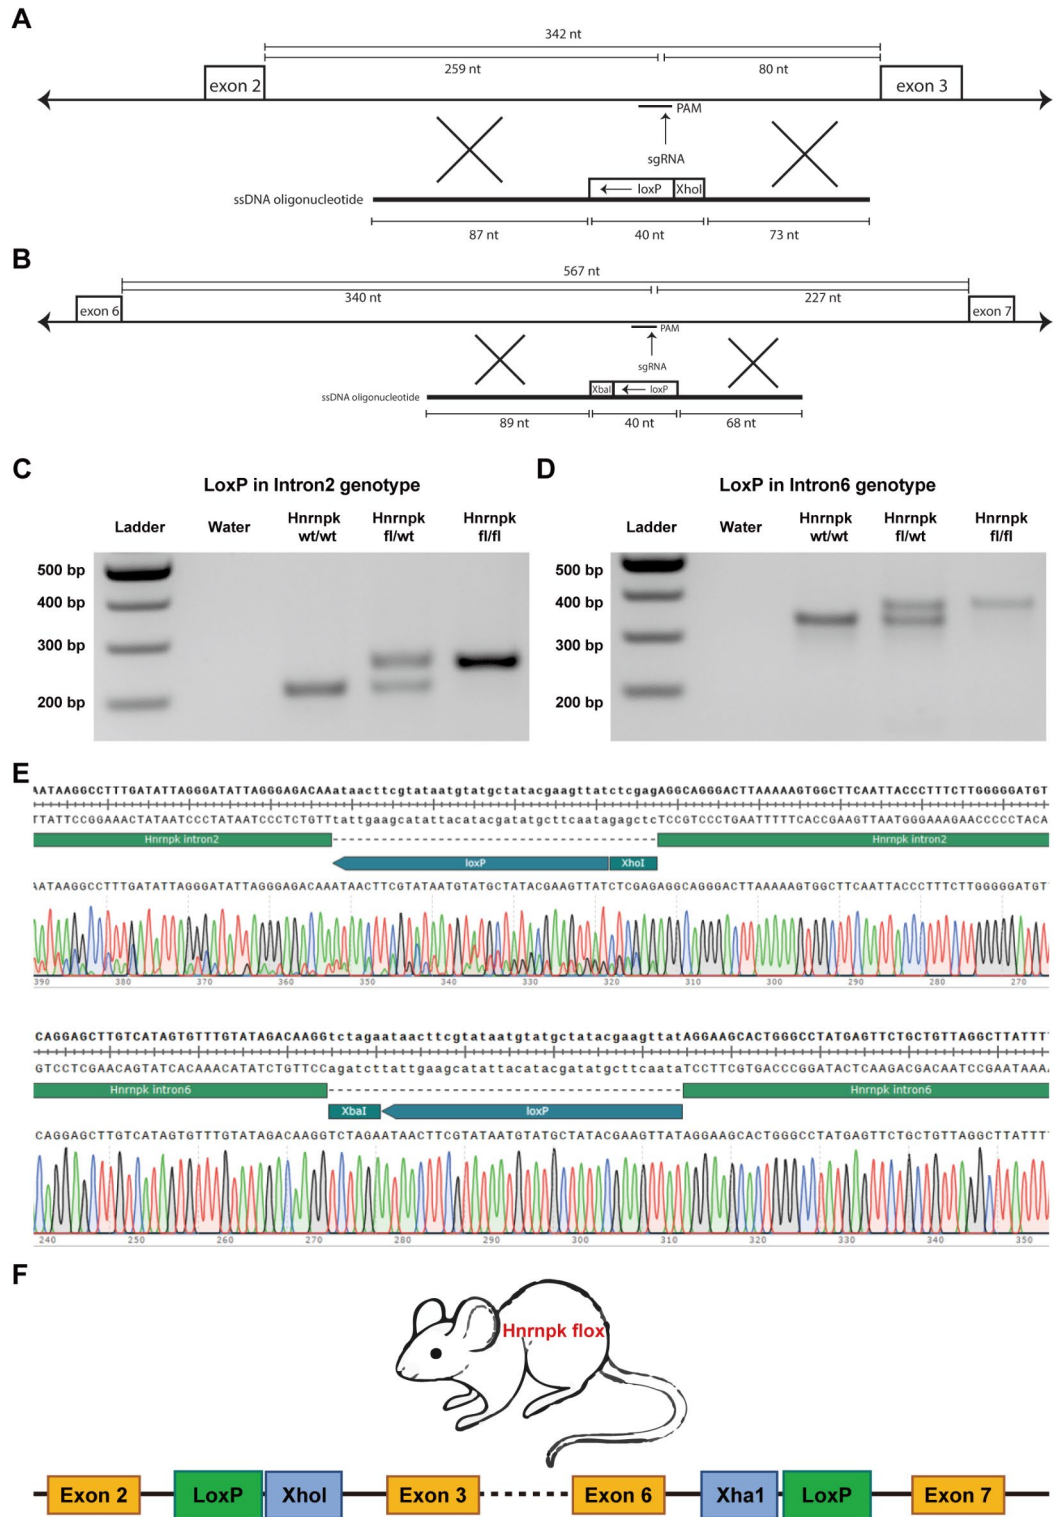 A
342 nt
259 nt
80 nt
exon 2
exon 3
PAM
sgRNA
loxP
XhoI
ssDNA oligonucleotide
87 nt
40 nt
73 nt
B
567 nt
340 nt
227 nt
exon 6
exon 7
PAM
sgRNA
XbaI
loxP
ssDNA oligonucleotide
89 nt
40 nt
68 nt
C
LoxP in Intron2 genotype
Ladder
Water
Hnrnpk wt/wt
Hnrnpk fl/wt
Hnrnpk fl/fl
500 bp
400 bp
300 bp
200 bp
D
LoxP in Intron6 genotype
Ladder
Water
Hnrnpk wt/wt
Hnrnpk fl/wt
Hnrnpk fl/fl
500 bp
400 bp
300 bp
200 bp
E
AATAAGGCCTTTGATATTAGGGATATTAGGGAGACAAataacttcgtataatgtatgctatacgaagttatctcgagAGGCAGGGACTTAAAAAGTGGCTTCAATTACCCTTTCTTGGGGGATGT
TTATTCCGGAAACTATAATCCCTATAATCCCTCTGTTtattgaagcatattacatacgatatgcttcaatagagctcTCCGTCCCTGAATTTTTCACCGAAGTTAATGGGAAAGAACCCCCTACA
Hnrnpk intron2
Hnrnpk intron2
loxP
XhoI
AATAAGGCCTTTGATATTAGGGATATTAGGGAGACAAATAACTTCGTATAATGTATGCTATACGAAGTTATCTCGAGAGGCAGGGACTTAAAAAGTGGCTTCAATTACCCTTTCTTGGGGGATGT
390 380 370 360 350 340 330 320 310 300 290 280 270
CAGGAGCTTGTCATAGTGTTTGTATAGACAAGGtctagaataacttcgtataatgtatgctatacgaagttatAGGAAGCACTGGGCCTATGAGTTCTGCTGTTAGGCTTATTTT
GTCCTCGAACAGTATCACAAACATATCTGTTCCagatcttattgaagcatattacatacgatatgcttcaataTCCTTCGTGACCCGGATACTCAAGACGACAATCCGAATAAAA
Hnrnpk intron6
Hnrnpk intron6
XbaI
loxP
CAGGAGCTTGTCATAGTGTTTGTATAGACAAGGTCTAGAATAACTTCGTATAATGTATGCTATACGAAGTTATAGGAAGCACTGGGCCTATGAGTTCTGCTGTTAGGCTTATTTT
240 250 260 270 280 290 300 310 320 330 340 350
F
Hnrnpk flox
Exon 2
LoxP
XhoI
Exon 3
Exon 6
Xha1
LoxP
Exon 7